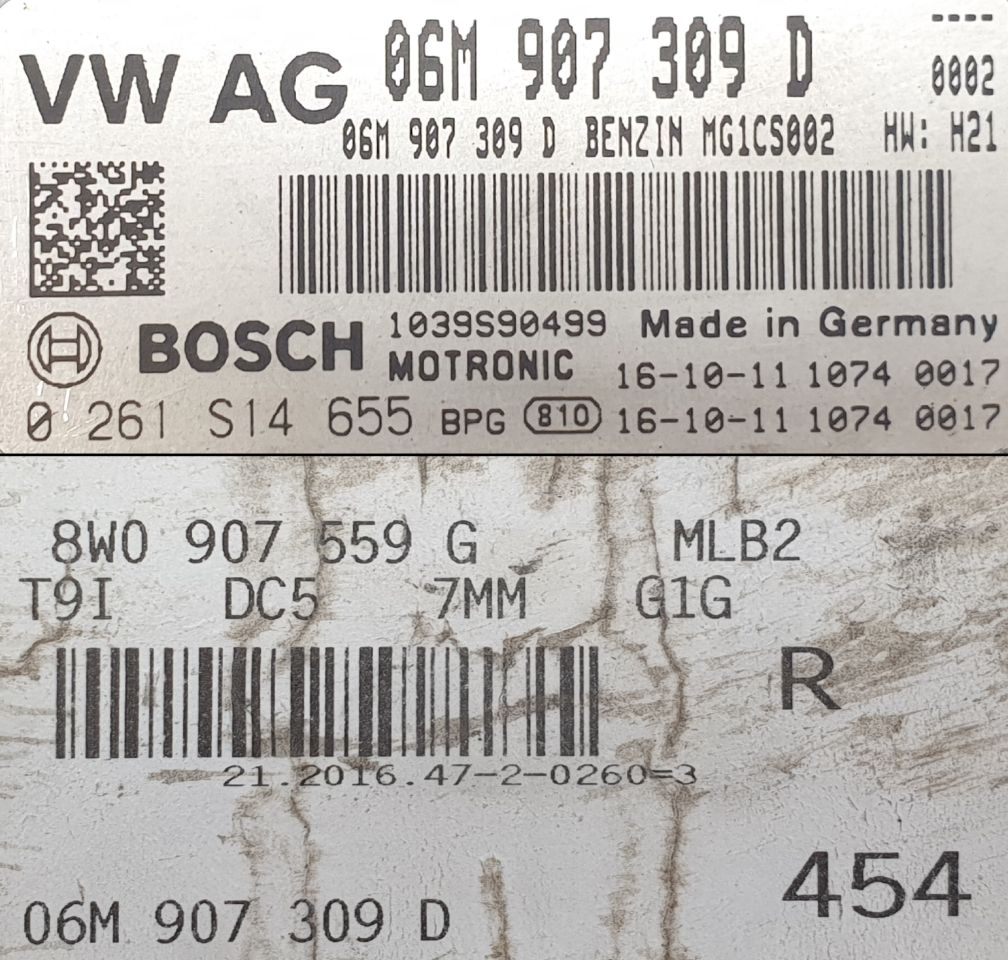 VW AG 06M 907 309 D ----
0002
06M 907 309 D BENZIN MG1CS002 HW: H21
BOSCH 1039S90499 Made in Germany
MOTRONIC 16-10-11 1074 0017
0 261 S14 655 BPG 810 16-10-11 1074 0017
8W0 907 559 G MLB2
T9I DC5 7MM G1G
R
21.2016.47-2-0260=3
454
06M 907 309 D